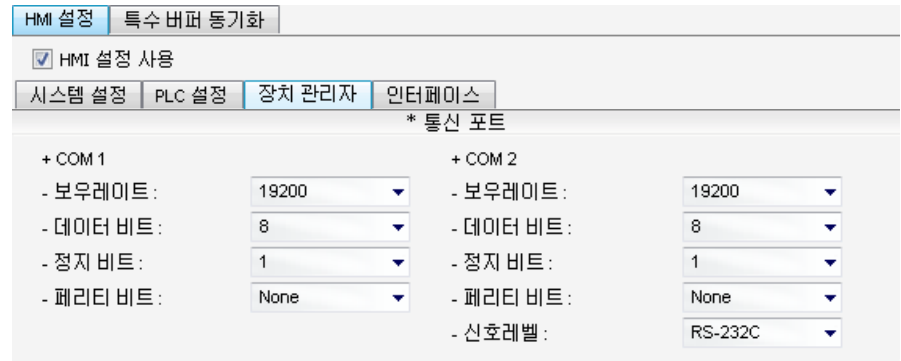 HMI 설정 특수 버퍼 동기화
HMI 설정 사용
시스템 설정 PLC 설정 장치 관리자 인터페이스
* 통신 포트
+ COM 1 + COM 2
- 보우레이트 : 19200 - 보우레이트 : 19200
- 데이터 비트 : 8 - 데이터 비트 : 8
- 정지 비트 : 1 - 정지 비트 : 1
- 페리티 비트 : None - 페리티 비트 : None
- 신호레벨 : RS-232C